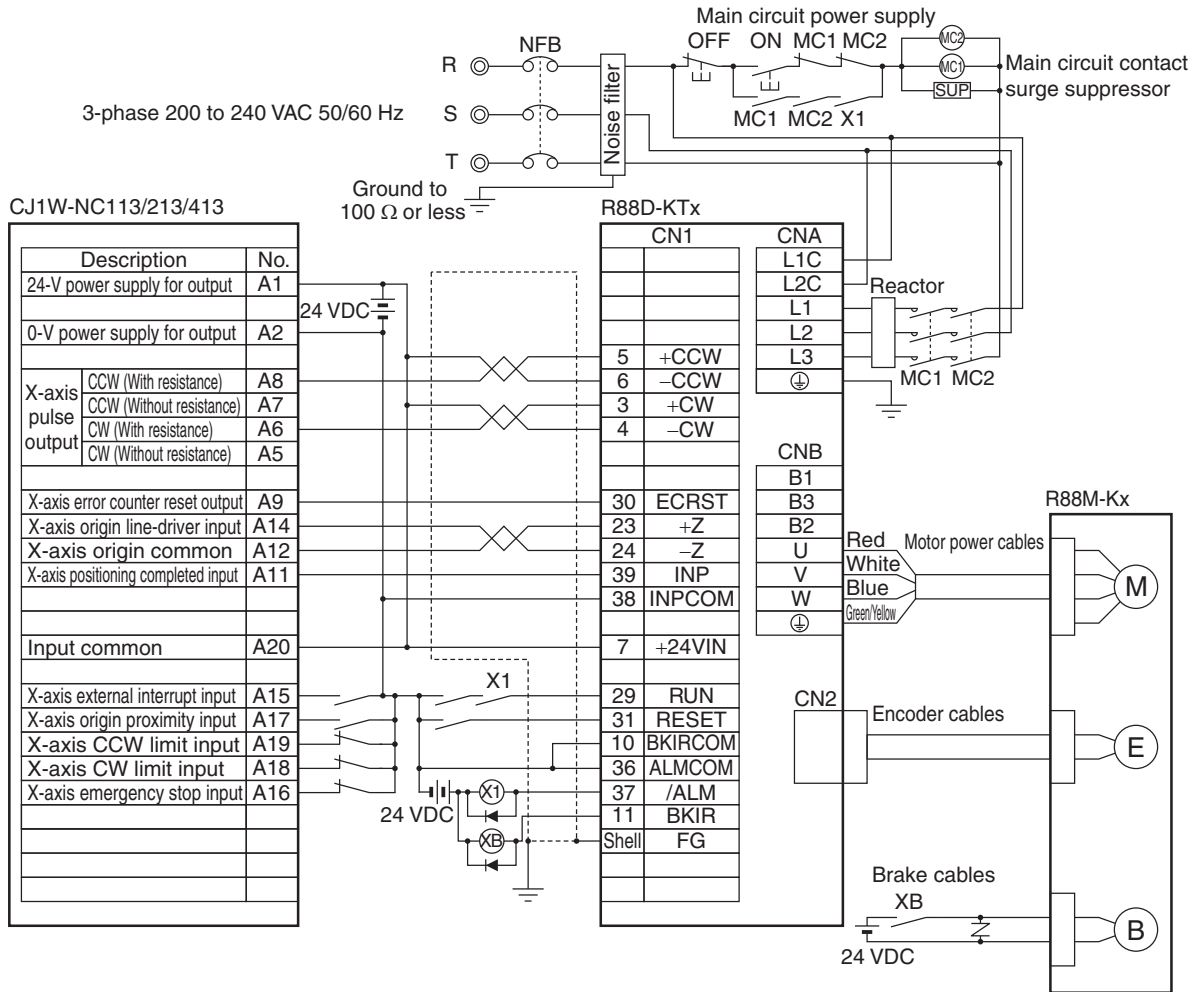 Main circuit power supply
OFF ON MC1 MC2
MC2
NFB
R
MC1
Main circuit contact
SUP
surge suppressor
3-phase 200 to 240 VAC 50/60 Hz
S
Noise filter
MC1 MC2 X1
T
Ground to
100 Ω or less
CJ1W-NC113/213/413
Description No.
24-V power supply for output A1
0-V power supply for output A2
X-axis pulse output
CCW (With resistance) A8
CCW (Without resistance) A7
CW (With resistance) A6
CW (Without resistance) A5
X-axis error counter reset output A9
X-axis origin line-driver input A14
X-axis origin common A12
X-axis positioning completed input A11
Input common A20
X-axis external interrupt input A15
X-axis origin proximity input A17
X-axis CCW limit input A19
X-axis CW limit input A18
X-axis emergency stop input A16
24 VDC
X1
24 VDC
X1
XB
R88D-KTx
CN1
5 +CCW
6 −CCW
3 +CW
4 −CW
30 ECRST
23 +Z
24 −Z
39 INP
38 INPCOM
7 +24VIN
29 RUN
31 RESET
10 BKIRCOM
36 ALMCOM
37 /ALM
11 BKIR
Shell FG
CNA
L1C
L2C
L1
L2
L3
Reactor
MC1 MC2
CNB
B1
B3
B2
U
V
W
Red
White
Blue
Green/Yellow
Motor power cables
CN2
Encoder cables
Brake cables
XB
24 VDC
R88M-Kx
M
E
B